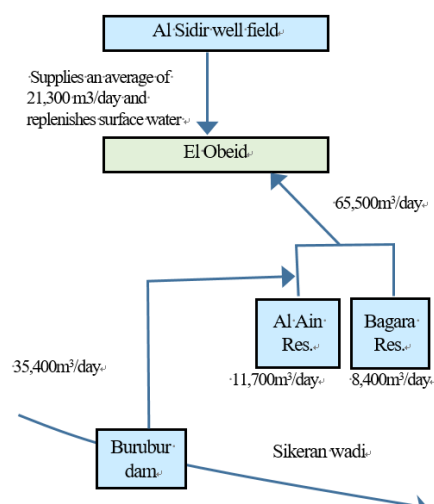 Al Sidir well field
Supplies an average of
21,300 m3/day and
replenishes surface water
El Obeid
65,500m³/day
Al Ain
Res.
Bagara
Res.
11,700m³/day
8,400m³/day
35,400m³/day
Burubur
dam
Sikeran wadi